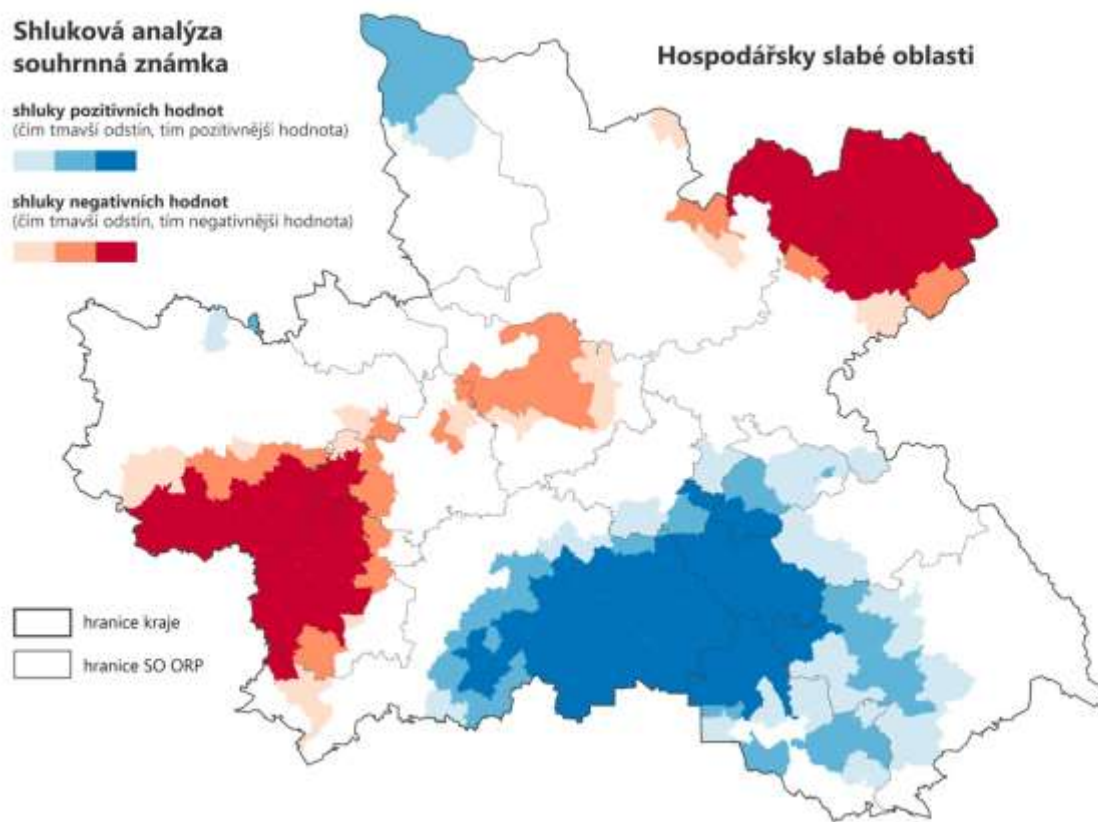 Shluková analýza
souhrnná známka
Hospodářsky slabé oblasti
shluky pozitivních hodnot
(čím tmavší odstín, tím pozitivnější hodnota)
shluky negativních hodnot
(čím tmavší odstín, tím negativnější hodnota)
hranice kraje
hranice SO ORP